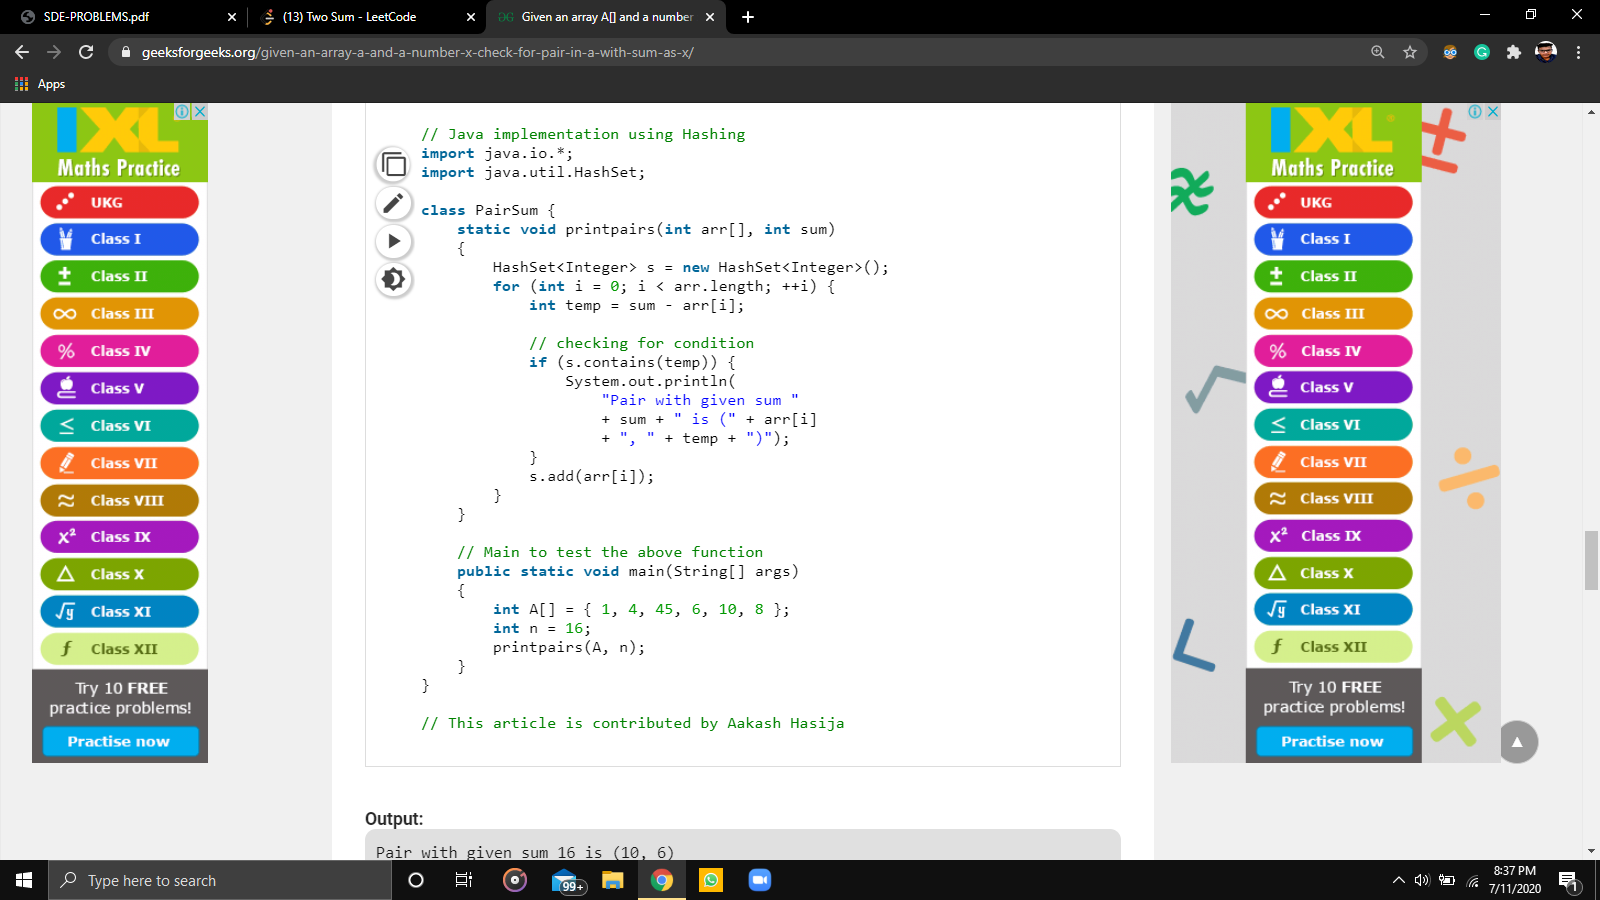 SDE-PROBLEMS.pdf
(13) Two Sum - LeetCode
Given an array A[] and a number
geeksforgeeks.org/given-an-array-a-and-a-number-x-check-for-pair-in-a-with-sum-as-x/
Apps
IXL
Maths Practice
UKG
Class I
± Class II
∞ Class III
% Class IV
Class V
≤ Class VI
Class VII
≈ Class VIII
x² Class IX
△ Class X
√y Class XI
f Class XII
Try 10 FREE
practice problems!
Practise now
// Java implementation using Hashing
import java.io.*;
import java.util.HashSet;
class PairSum {
static void printpairs(int arr[], int sum)
{
HashSet<Integer> s = new HashSet<Integer>();
for (int i = 0; i < arr.length; ++i) {
int temp = sum - arr[i];
// checking for condition
if (s.contains(temp)) {
System.out.println(
"Pair with given sum "
+ sum + " is (" + arr[i]
+ ", " + temp + ")");
}
s.add(arr[i]);
}
}
// Main to test the above function
public static void main(String[] args)
{
int A[] = { 1, 4, 45, 6, 10, 8 };
int n = 16;
printpairs(A, n);
}
}
// This article is contributed by Aakash Hasija
Output:
Pair with given sum 16 is (10, 6)
IXL
Maths Practice
UKG
Class I
± Class II
∞ Class III
% Class IV
Class V
≤ Class VI
Class VII
≈ Class VIII
x² Class IX
△ Class X
√y Class XI
f Class XII
Try 10 FREE
practice problems!
Practise now
Type here to search
99+
8:37 PM
7/11/2020
1